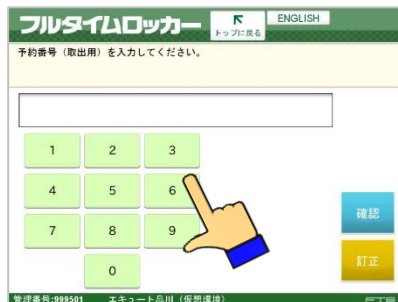 フルタイムロッカー
トップに戻る
ENGLISH
予約番号（取出用）を入力してください。
1 2 3
4 5 6
7 8 9
0
確認
訂正
管理番号:999501 エキュート品川（仮想環境）
FTS